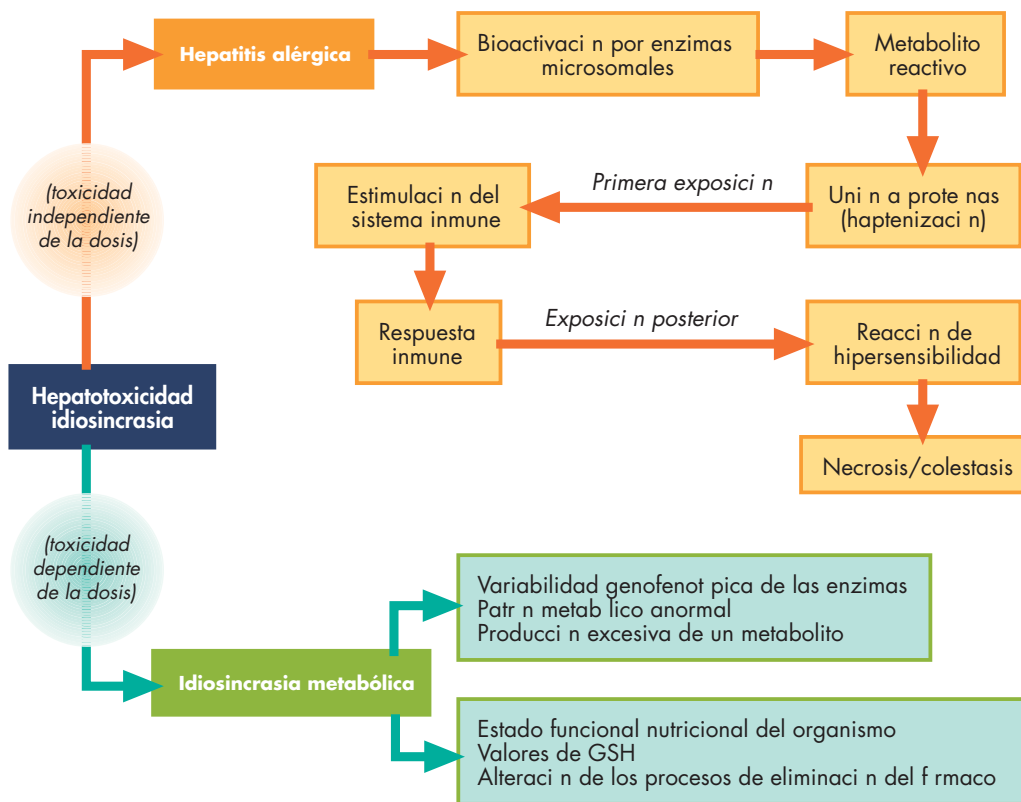 Hepatitis alérgica
Bioactivaci n por enzimas
microsomales
Metabolito
reactivo
(toxicidad
independiente
de la dosis)
Estimulaci n del
sistema inmune
Primera exposici n
Uni n a prote nas
(haptenizaci n)
Respuesta
inmune
Exposici n posterior
Reacci n de
hipersensibilidad
Hepatotoxicidad
idiosincrasia
Necrosis/colestasis
(toxicidad
dependiente
de la dosis)
Variabilidad genofenot pica de las enzimas
Patr n metab lico anormal
Producci n excesiva de un metabolito
Idiosincrasia metabólica
Estado funcional nutricional del organismo
Valores de GSH
Alteraci n de los procesos de eliminaci n del f rmaco